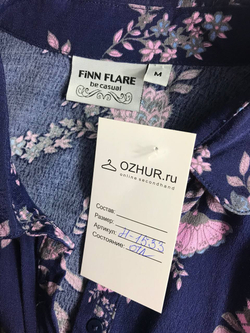 FiNN FLARE
be casual
M
OZHUR.ru
online secondhand
Состав:
Размер:
Артикул:
Состояние: